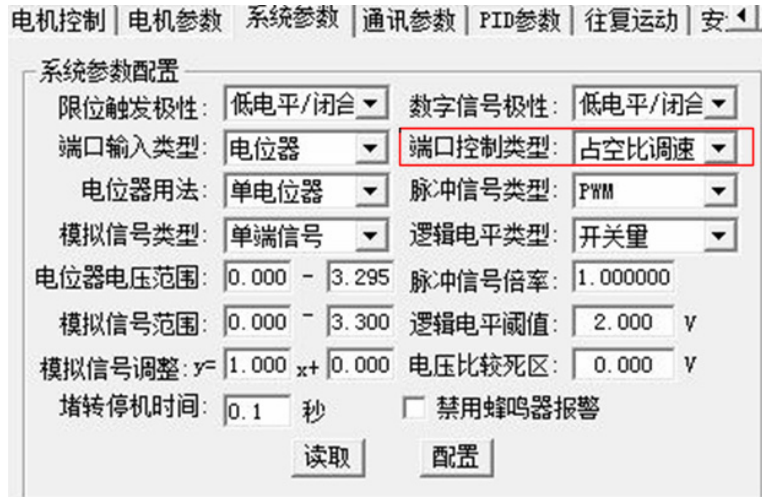 电机控制 电机参数 系统参数 通讯参数 PID参数 往复运动 安
系统参数配置
限位触发极性: 低电平/闭合 数字信号极性: 低电平/闭合
端口输入类型: 电位器 端口控制类型: 占空比调速
电位器用法: 单电位器 脉冲信号类型: PWM
模拟信号类型: 单端信号 逻辑电平类型: 开关量
电位器电压范围: 0.000 - 3.295 脉冲信号倍率: 1.000000
模拟信号范围: 0.000 - 3.300 逻辑电平阈值: 2.000 V
模拟信号调整: y= 1.000 x+ 0.000 电压比较死区: 0.000 V
堵转停机时间: 0.1 秒 禁用蜂鸣器报警
读取 配置